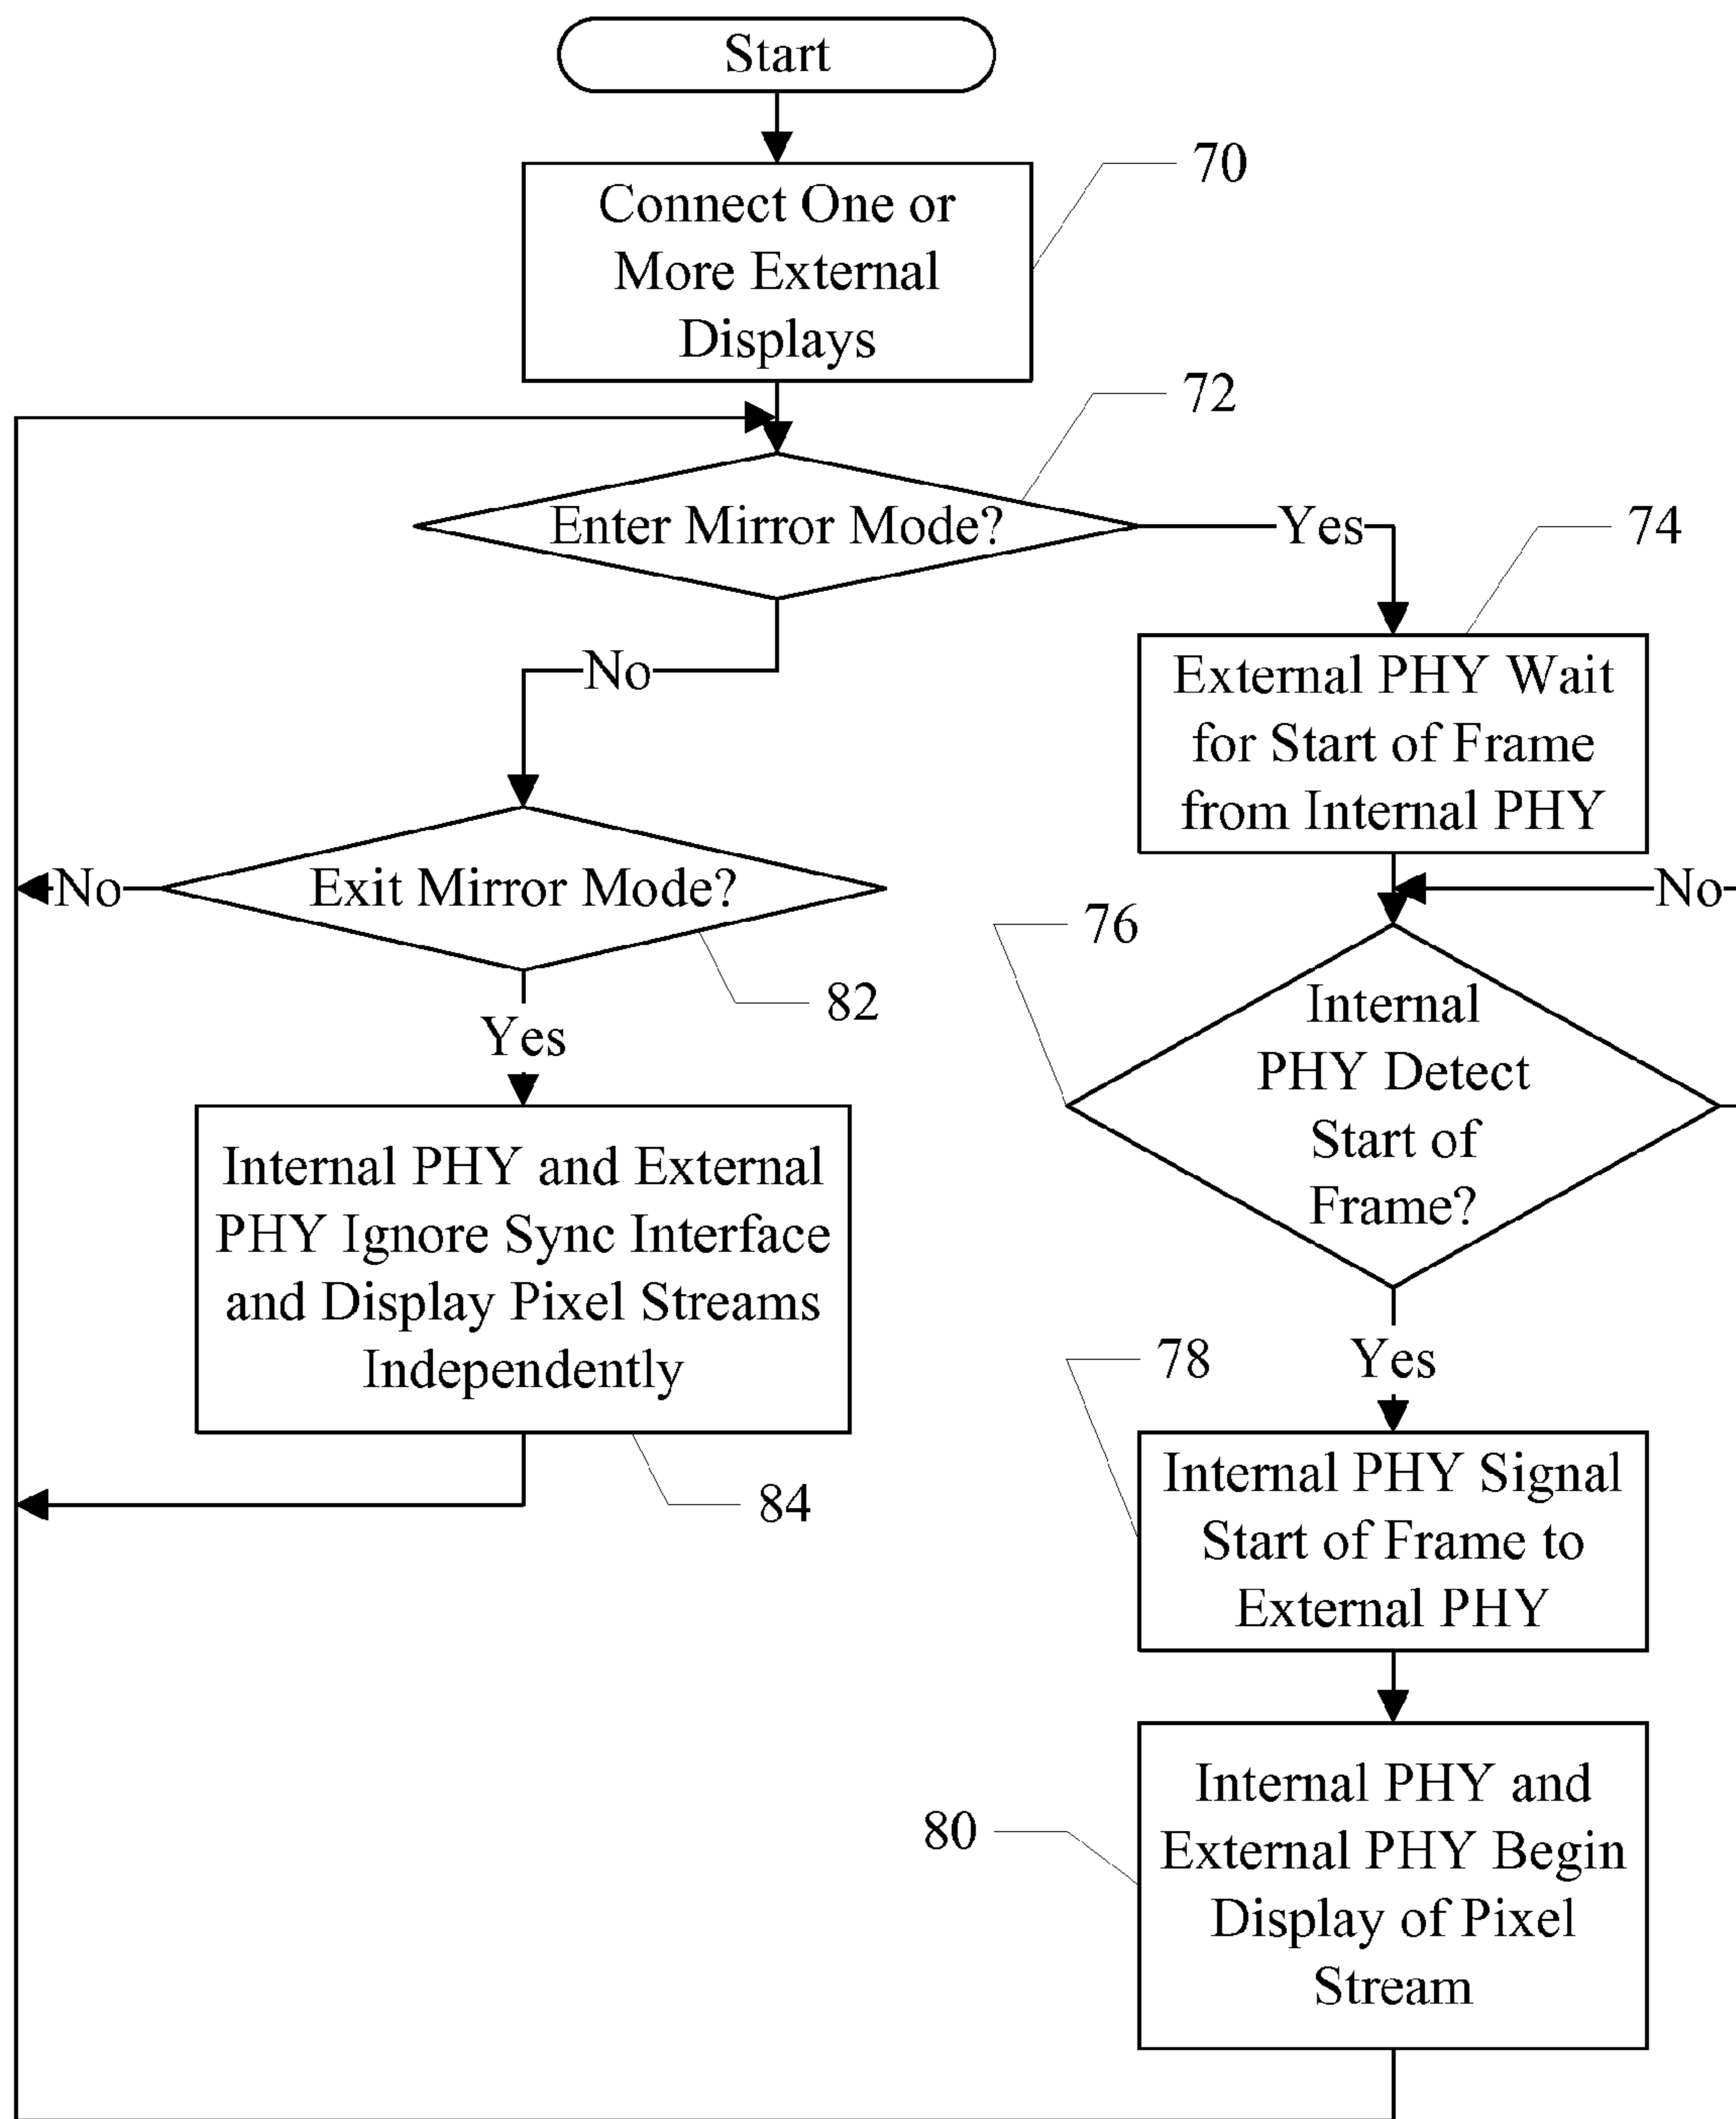 Start
70
Connect One or
More External
Displays
72
Enter Mirror Mode?
Yes
74
No
External PHY Wait
for Start of Frame
from Internal PHY
No
Exit Mirror Mode?
No
76
82
Internal
PHY Detect
Start of
Frame?
Yes
Internal PHY and External
PHY Ignore Sync Interface
and Display Pixel Streams
Independently
84
78
Yes
Internal PHY Signal
Start of Frame to
External PHY
80
Internal PHY and
External PHY Begin
Display of Pixel
Stream